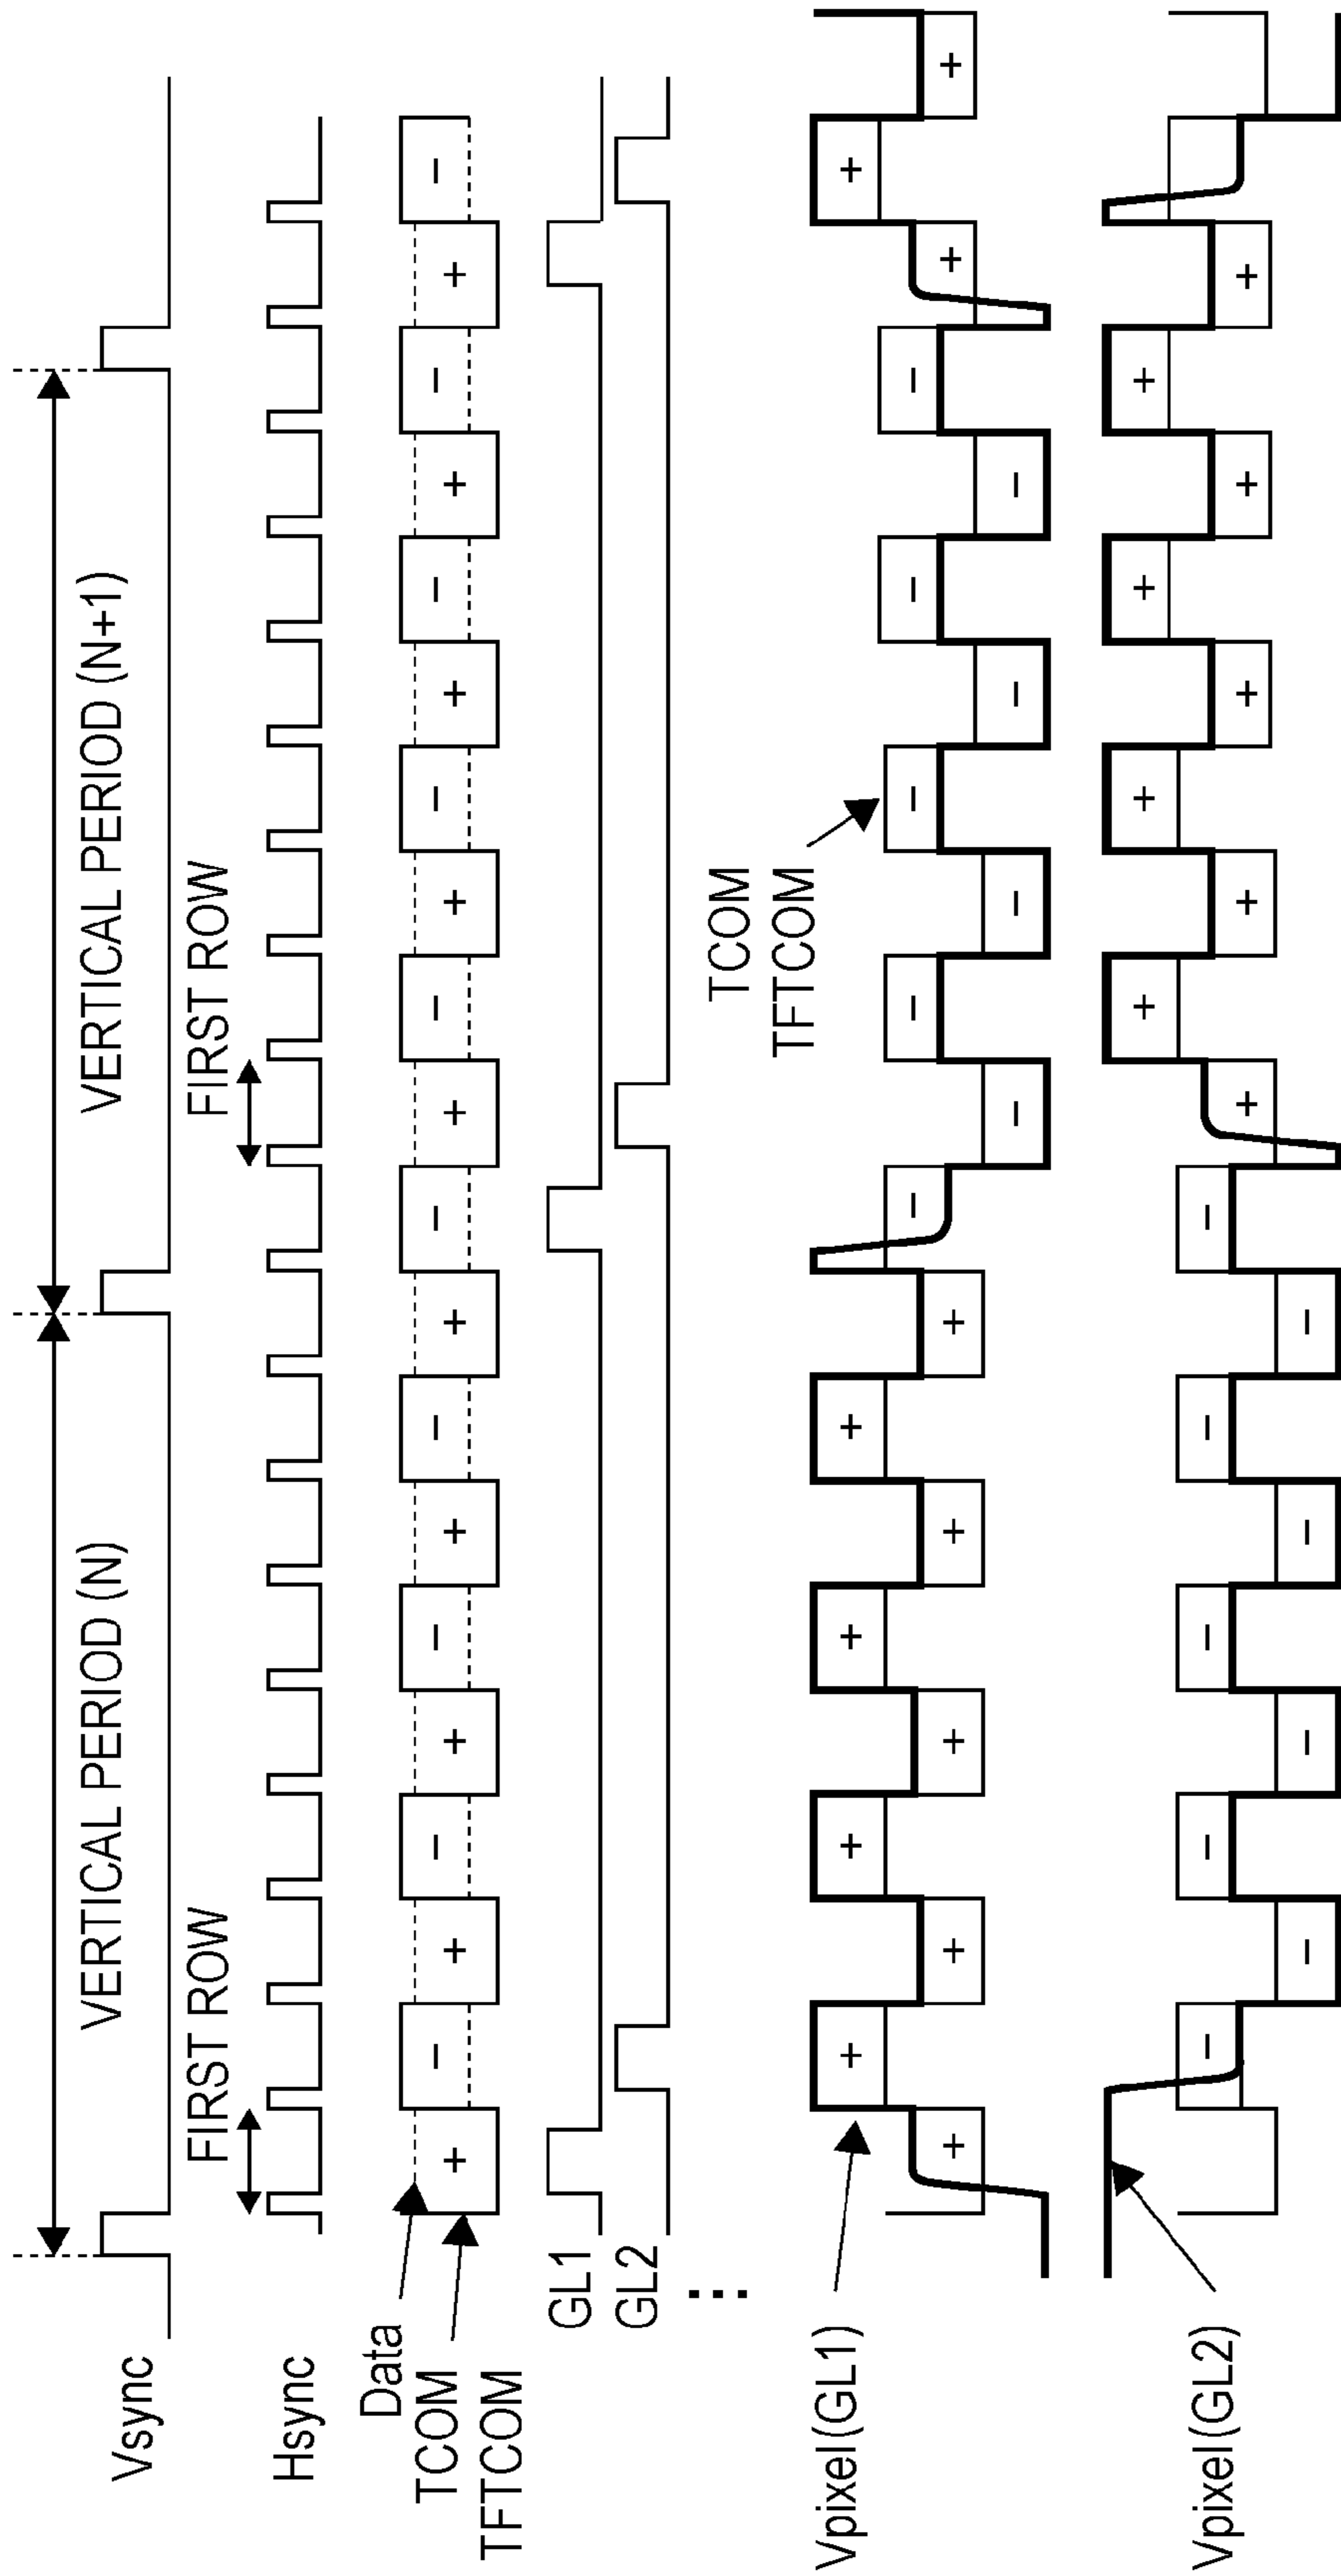 VERTICAL PERIOD (N)
VERTICAL PERIOD (N+1)
Vsync
FIRST ROW
FIRST ROW
Hsync
Data
TCOM
TFTCOM
+ − + − + − + − + − + − + − + − + − + −
GL1
GL2
⋮
TCOM
TFTCOM
Vpixel(GL1)
+ + + + + + + + + − − − − − − − − − + + +
Vpixel(GL2)
− − − − − − − − − + + + + + + + + +